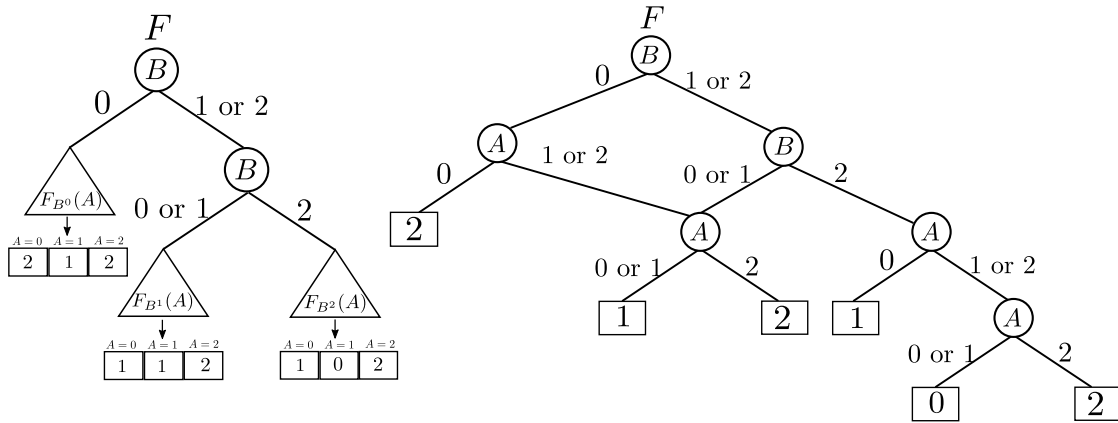 F
B
0
1 or 2
F_{B^0}(A)
A = 0 A = 1 A = 2
2 1 2
B
0 or 1
2
F_{B^1}(A)
A = 0 A = 1 A = 2
1 1 2
F_{B^2}(A)
A = 0 A = 1 A = 2
1 0 2
F
B
0
1 or 2
A
B
0
1 or 2
0 or 1
2
2
A
A
0 or 1
2
0
1 or 2
1
2
1
A
0 or 1
2
0
2